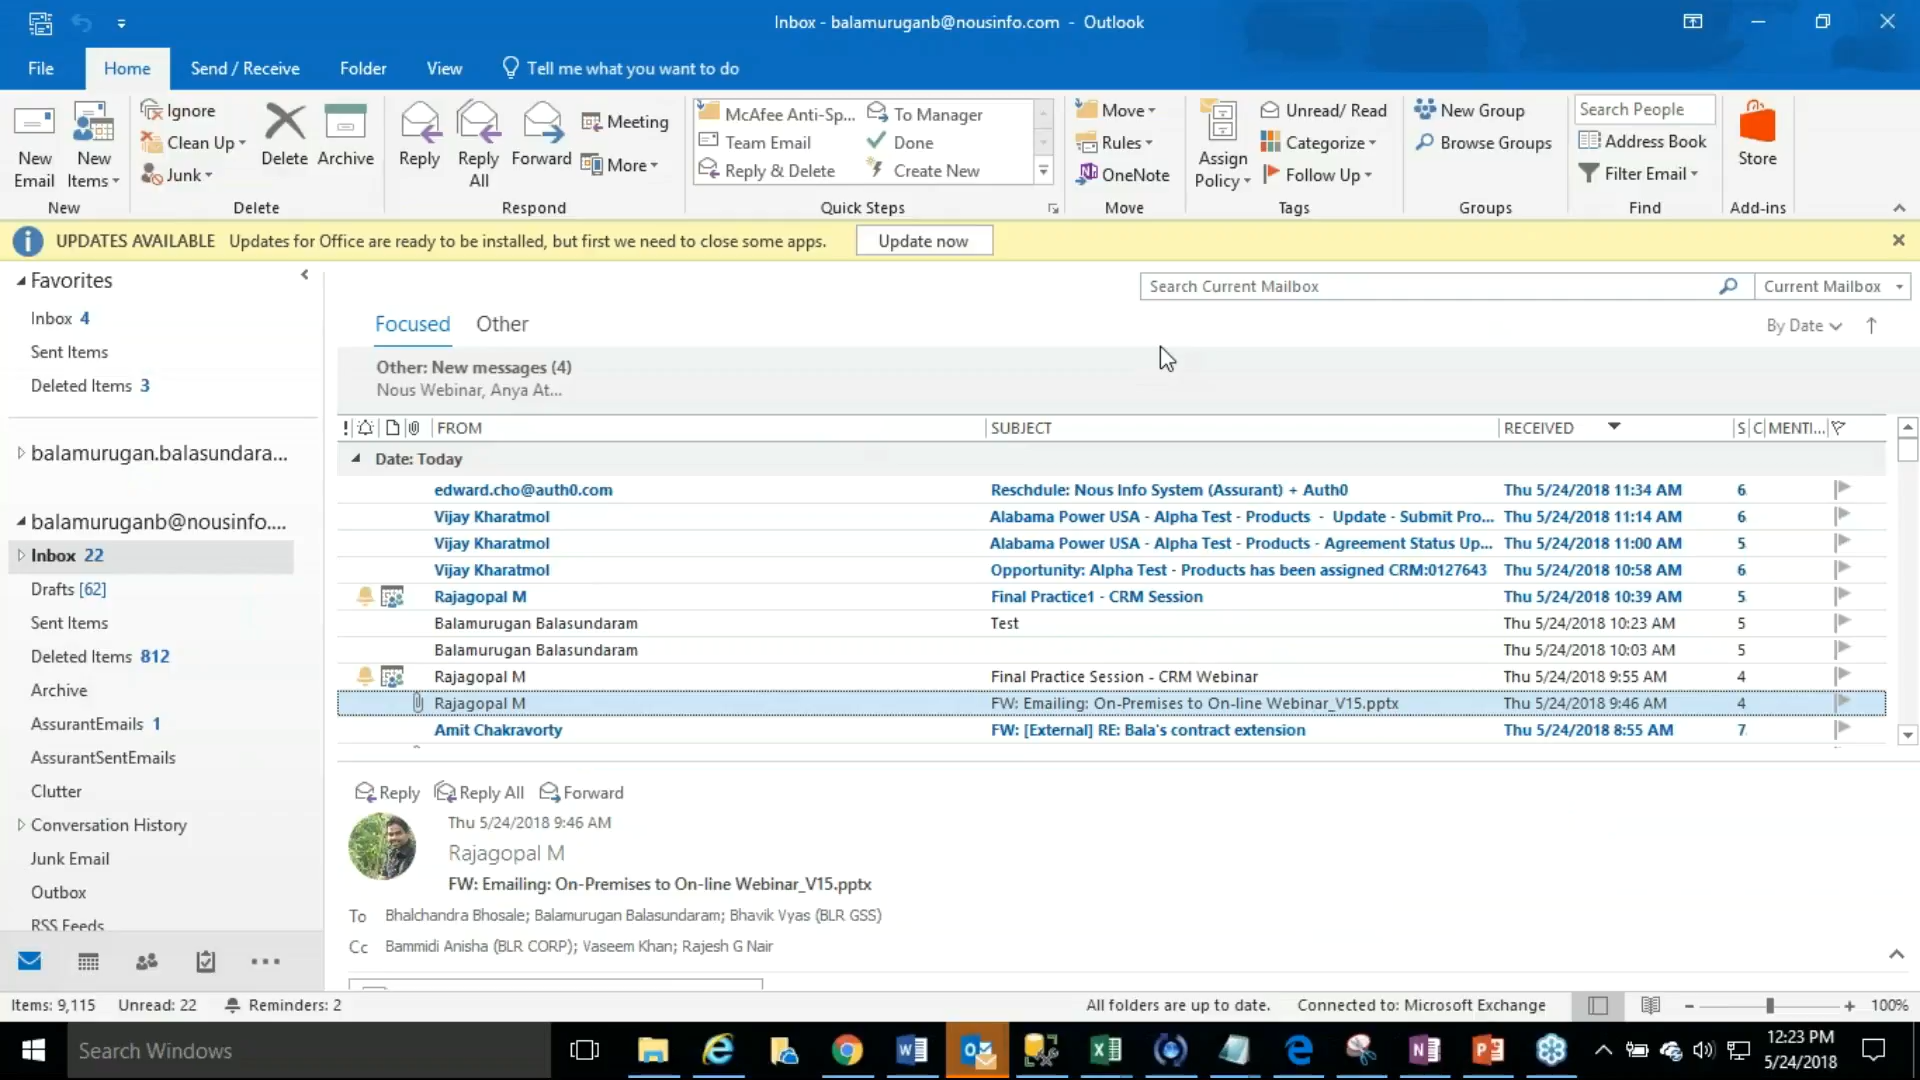 Inbox - balamuruganb@nousinfo.com - Outlook
File Home Send / Receive Folder View Tell me what you want to do
New Email
New Items
New
Ignore
Clean Up
Junk
Delete
Archive
Delete
Reply
Reply All
Forward
Meeting
More
Respond
McAfee Anti-Sp... To Manager
Team Email Done
Reply & Delete Create New
Quick Steps
Move
Rules
OneNote
Move
Assign Policy
Unread/ Read
Categorize
Follow Up
Tags
New Group
Browse Groups
Groups
Search People
Address Book
Filter Email
Find
Store
Add-ins
UPDATES AVAILABLE Updates for Office are ready to be installed, but first we need to close some apps. Update now
Favorites
Inbox 4
Sent Items
Deleted Items 3
balamurugan.balasundara...
balamuruganb@nousinfo....
Inbox 22
Drafts [62]
Sent Items
Deleted Items 812
Archive
AssurantEmails 1
AssurantSentEmails
Clutter
Conversation History
Junk Email
Outbox
RSS Feeds
Search Current Mailbox Current Mailbox
Focused Other By Date
Other: New messages (4)
Nous Webinar, Anya At...
FROM SUBJECT RECEIVED S C MENTI...
Date: Today
edward.cho@auth0.com Reschdule: Nous Info System (Assurant) + Auth0 Thu 5/24/2018 11:34 AM 6
Vijay Kharatmol Alabama Power USA - Alpha Test - Products - Update - Submit Pro... Thu 5/24/2018 11:14 AM 6
Vijay Kharatmol Alabama Power USA - Alpha Test - Products - Agreement Status Up... Thu 5/24/2018 11:00 AM 5
Vijay Kharatmol Opportunity: Alpha Test - Products has been assigned CRM:0127643 Thu 5/24/2018 10:58 AM 6
Rajagopal M Final Practice1 - CRM Session Thu 5/24/2018 10:39 AM 5
Balamurugan Balasundaram Test Thu 5/24/2018 10:23 AM 5
Balamurugan Balasundaram Thu 5/24/2018 10:03 AM 5
Rajagopal M Final Practice Session - CRM Webinar Thu 5/24/2018 9:55 AM 4
Rajagopal M FW: Emailing: On-Premises to On-line Webinar_V15.pptx Thu 5/24/2018 9:46 AM 4
Amit Chakravorty FW: [External] RE: Bala's contract extension Thu 5/24/2018 8:55 AM 7
Reply Reply All Forward
Thu 5/24/2018 9:46 AM
Rajagopal M
FW: Emailing: On-Premises to On-line Webinar_V15.pptx
To Bhalchandra Bhosale; Balamurugan Balasundaram; Bhavik Vyas (BLR GSS)
Cc Bammidi Anisha (BLR CORP); Vaseem Khan; Rajesh G Nair
Items: 9,115 Unread: 22 Reminders: 2 All folders are up to date. Connected to: Microsoft Exchange 100%
Search Windows
12:23 PM
5/24/2018